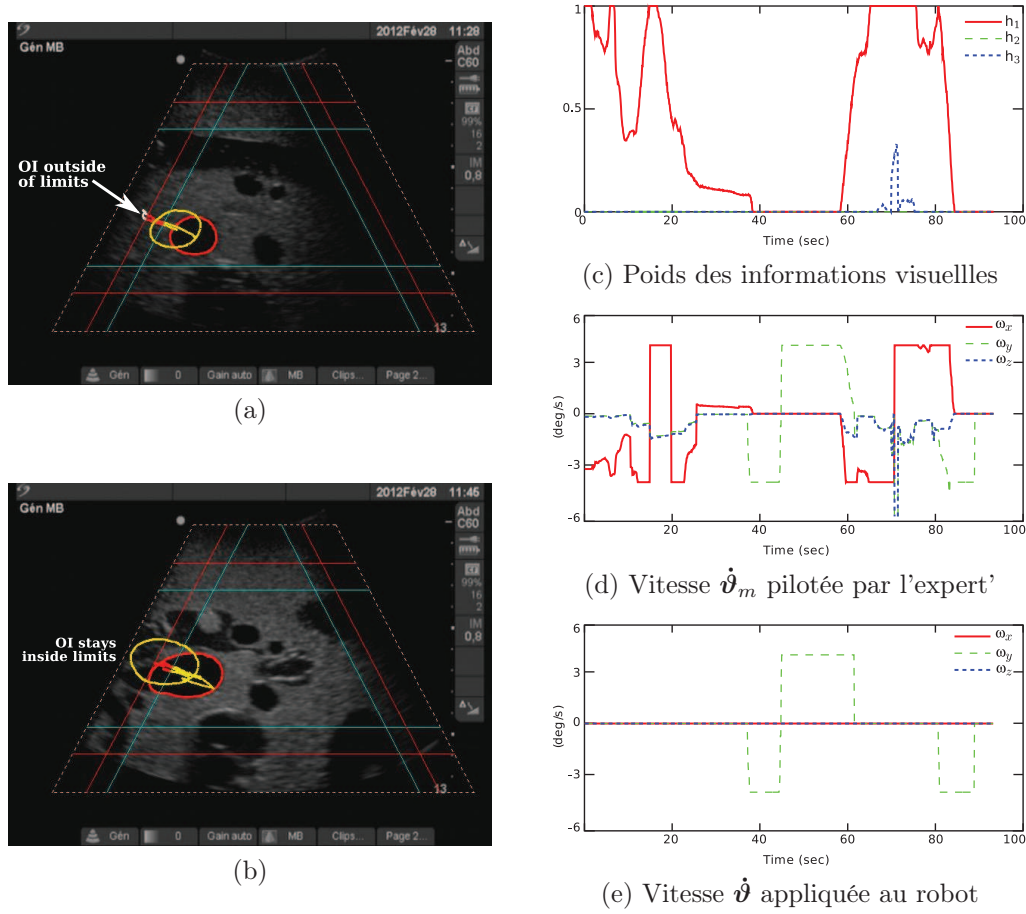 2012Fév28 11:28
Gén MB
Abd
C60
99%
16
2
IM
0,8
OI outside
of limits
13
Gén 0 Gain auto MB Clips... Page 2...
(a)
2012Fév28 11:45
Gén MB
Abd
C60
99%
16
2
IM
0,8
OI stays
inside limits
13
Gén 0 Gain auto MB Clips... Page 2...
(b)
1
0.5
0
0 20 40 60 80 100
Time (sec)
h1
h2
h3
(c) Poids des informations visuellles
6
3
0
-3
-6
(deg/s)
20 40 60 80 100
Time (sec)
ωx
ωy
ωz
(d) Vitesse ϑ̇m pilotée par l'expert'
6
3
0
-3
-6
(deg/s)
20 40 60 80 100
Time (sec)
ωx
ωy
ωz
(e) Vitesse ϑ̇ appliquée au robot